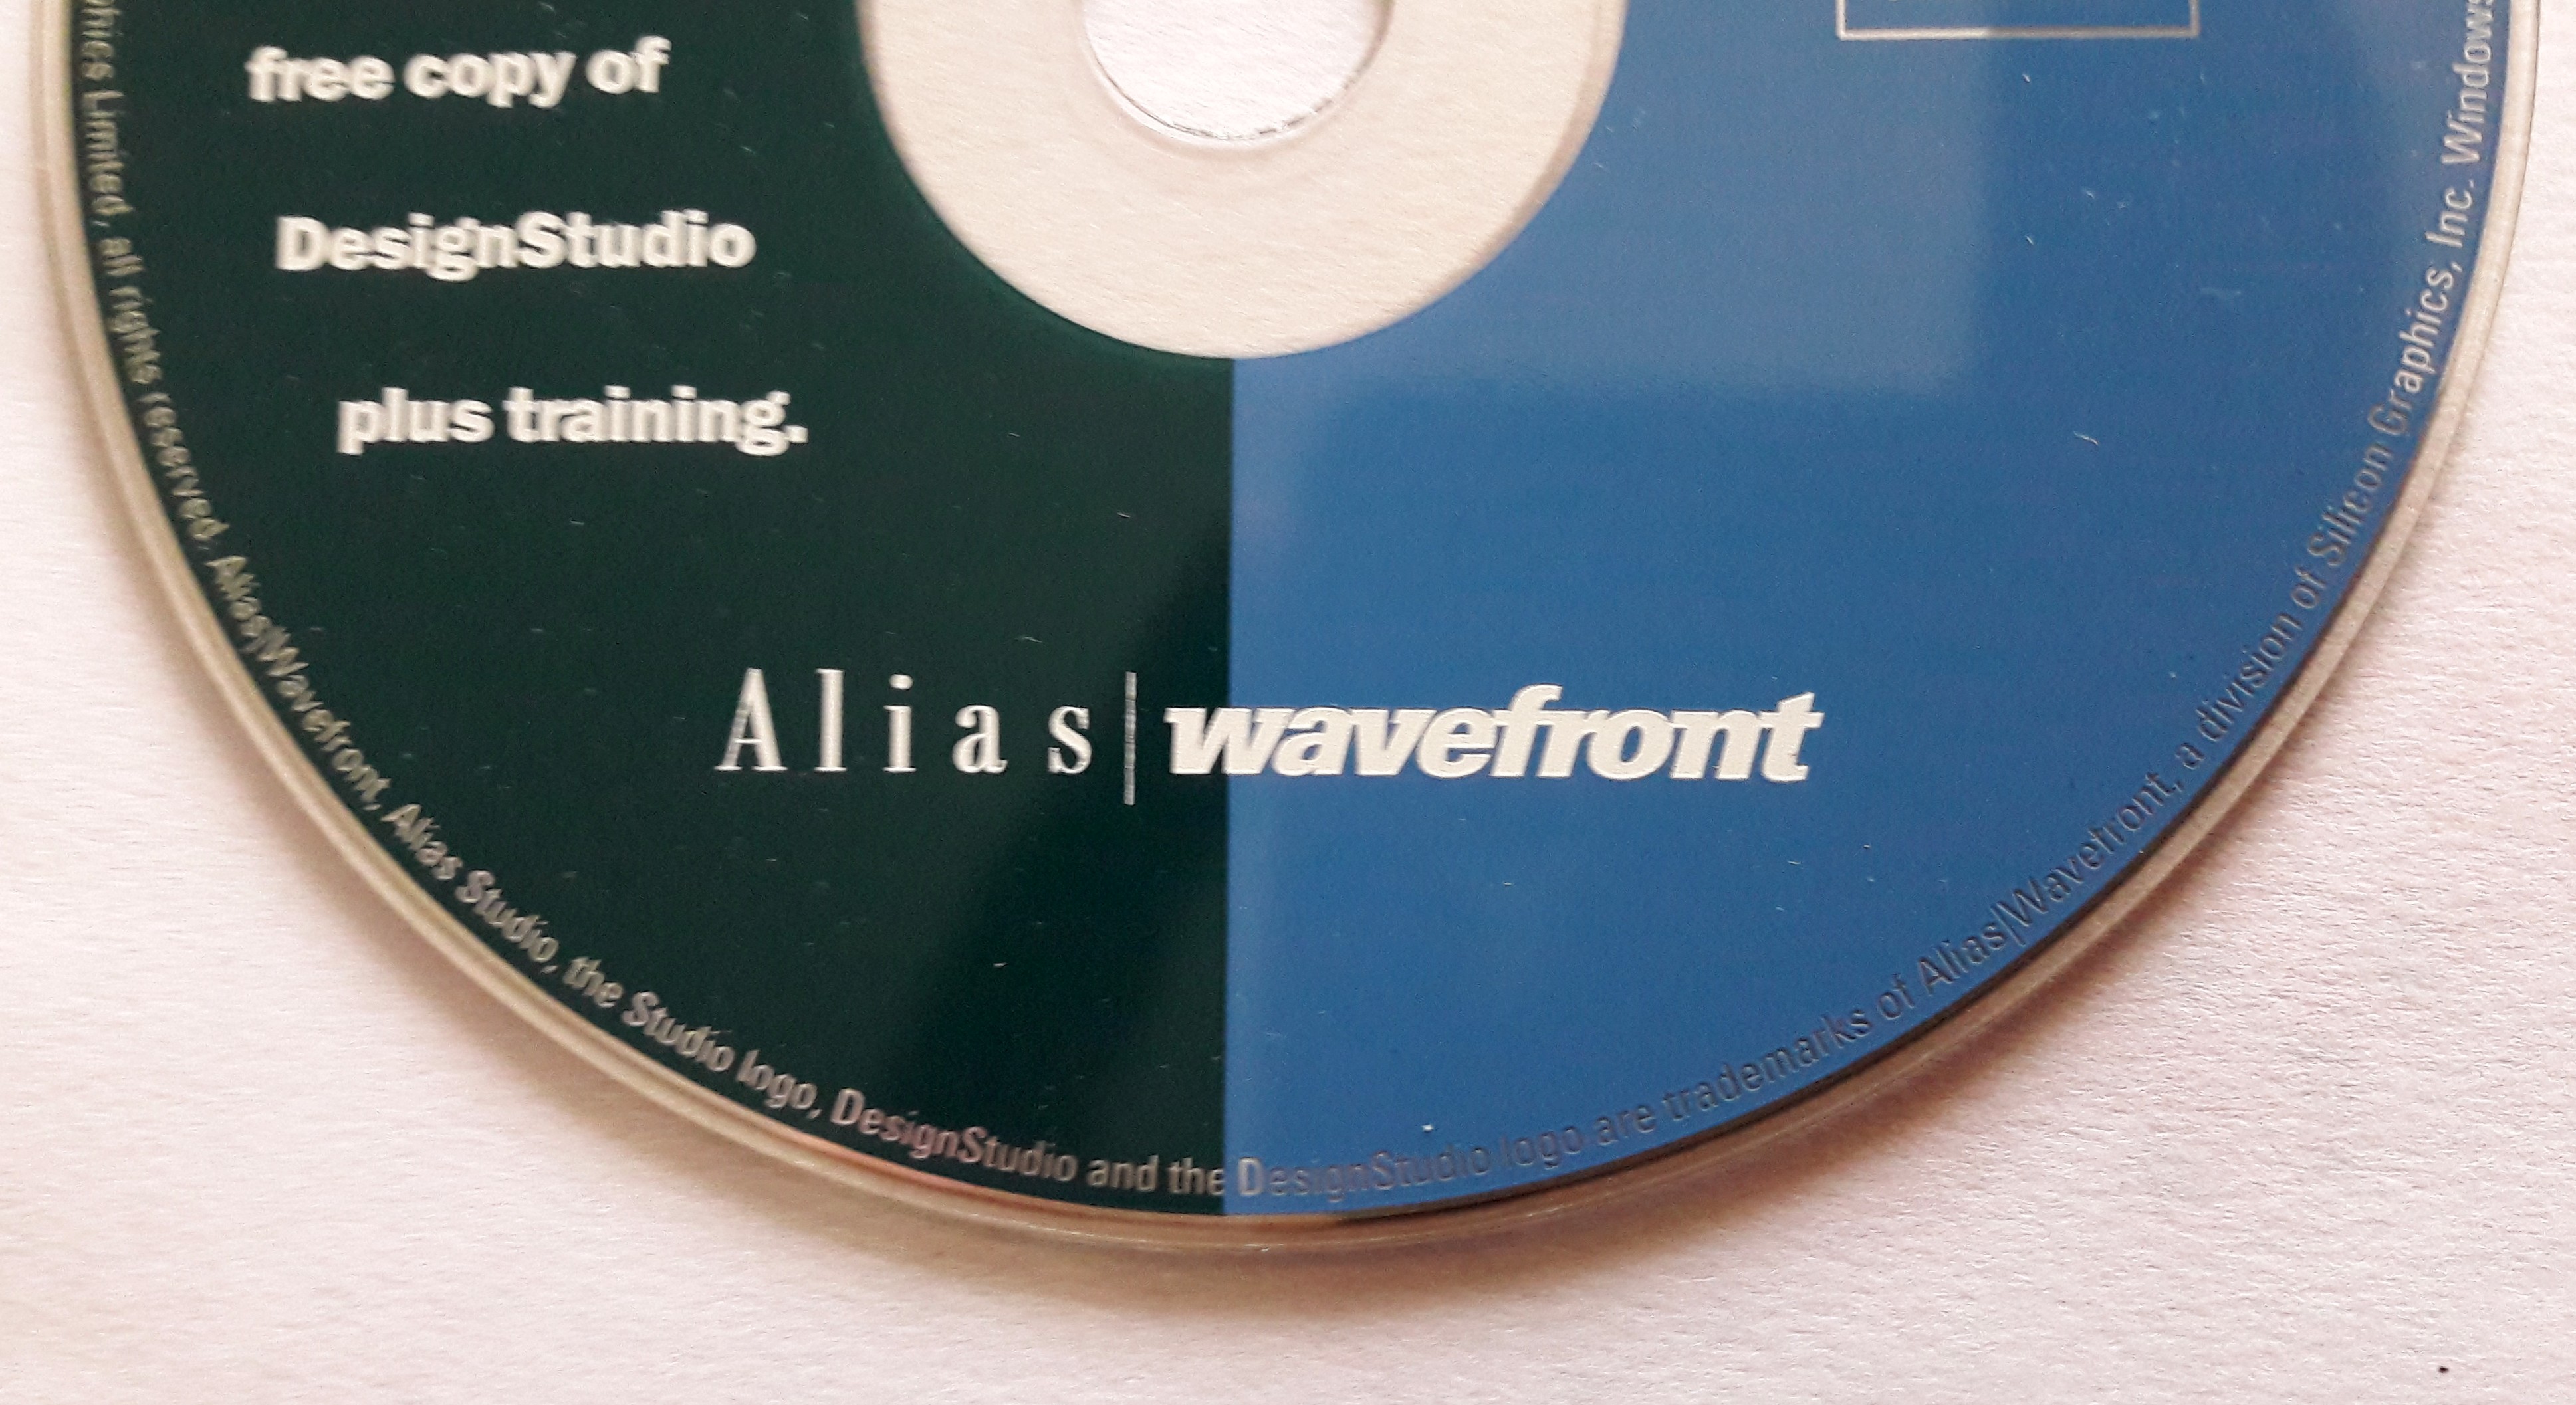 free copy of
DesignStudio
plus training.
Alias|wavefront
Limited, all rights reserved. Alias|Wavefront, Alias Studio, the Studio logo, DesignStudio and the DesignStudio logo are trademarks of Alias|Wavefront, a division of Silicon Graphics, Inc. Windows